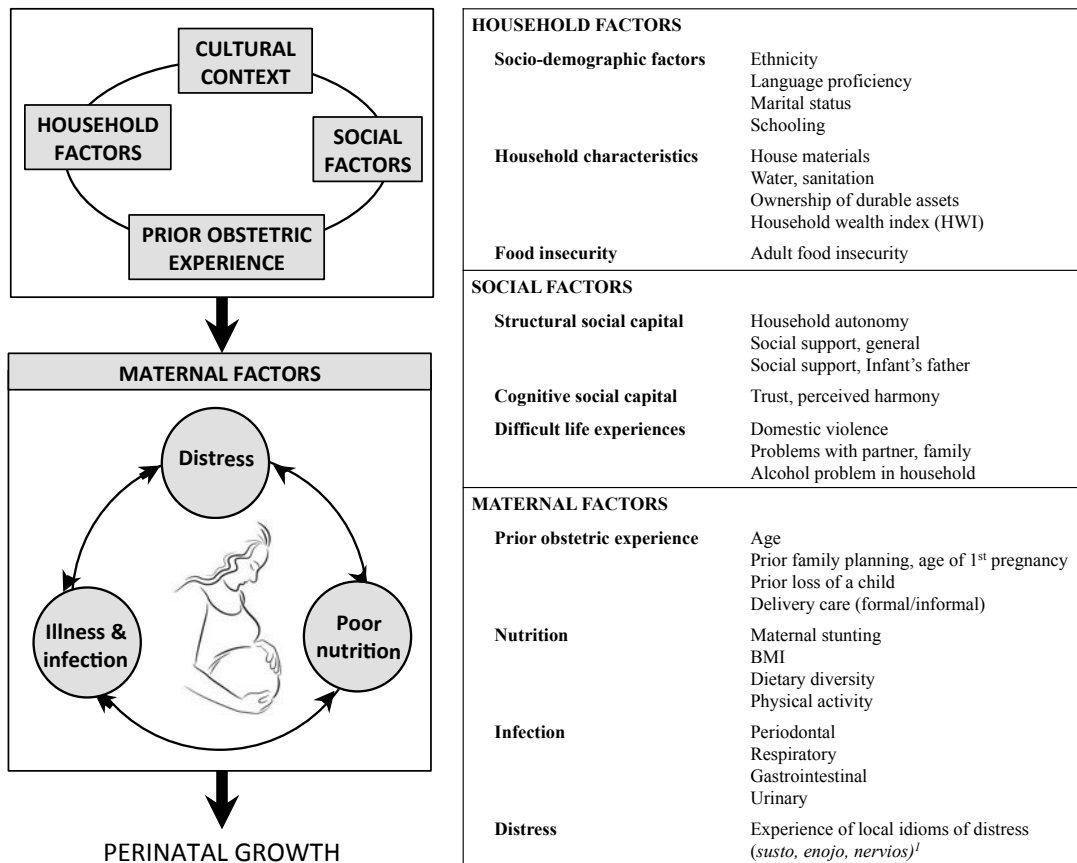 CULTURAL
CONTEXT
HOUSEHOLD
FACTORS
SOCIAL
FACTORS
PRIOR OBSTETRIC
EXPERIENCE
MATERNAL FACTORS
Distress
Illness &
infection
Poor
nutrition
PERINATAL GROWTH
HOUSEHOLD FACTORS
Socio-demographic factors Ethnicity
Language proficiency
Marital status
Schooling
Household characteristics House materials
Water, sanitation
Ownership of durable assets
Household wealth index (HWI)
Food insecurity Adult food insecurity
SOCIAL FACTORS
Structural social capital Household autonomy
Social support, general
Social support, Infant's father
Cognitive social capital Trust, perceived harmony
Difficult life experiences Domestic violence
Problems with partner, family
Alcohol problem in household
MATERNAL FACTORS
Prior obstetric experience Age
Prior family planning, age of 1st pregnancy
Prior loss of a child
Delivery care (formal/informal)
Nutrition Maternal stunting
BMI
Dietary diversity
Physical activity
Infection Periodontal
Respiratory
Gastrointestinal
Urinary
Distress Experience of local idioms of distress
(susto, enojo, nervios)1